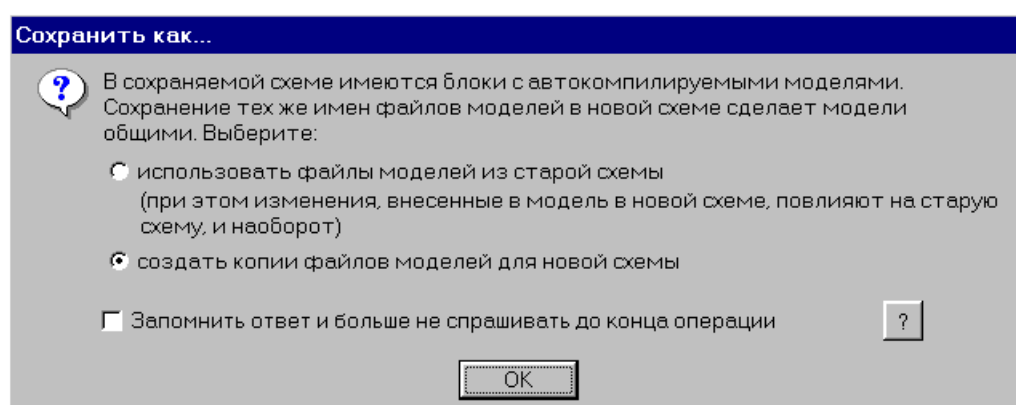 Сохранить как...
В сохраняемой схеме имеются блоки с автокомпилируемыми моделями.
Сохранение тех же имен файлов моделей в новой схеме сделает модели
общими. Выберите:
использовать файлы моделей из старой схемы
(при этом изменения, внесенные в модель в новой схеме, повлияют на старую
схему, и наоборот)
создать копии файлов моделей для новой схемы
Запомнить ответ и больше не спрашивать до конца операции
?
OK